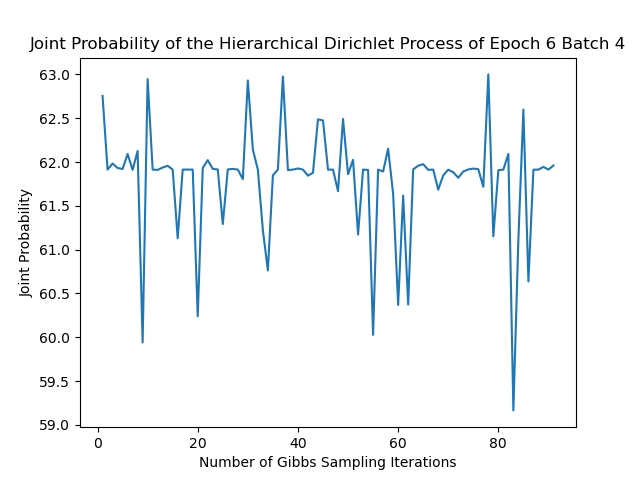 Joint Probability of the Hierarchical Dirichlet Process of Epoch 6 Batch 4
63.0
62.5
62.0
61.5
61.0
60.5
60.0
59.5
59.0
Joint Probability
0 20 40 60 80
Number of Gibbs Sampling Iterations